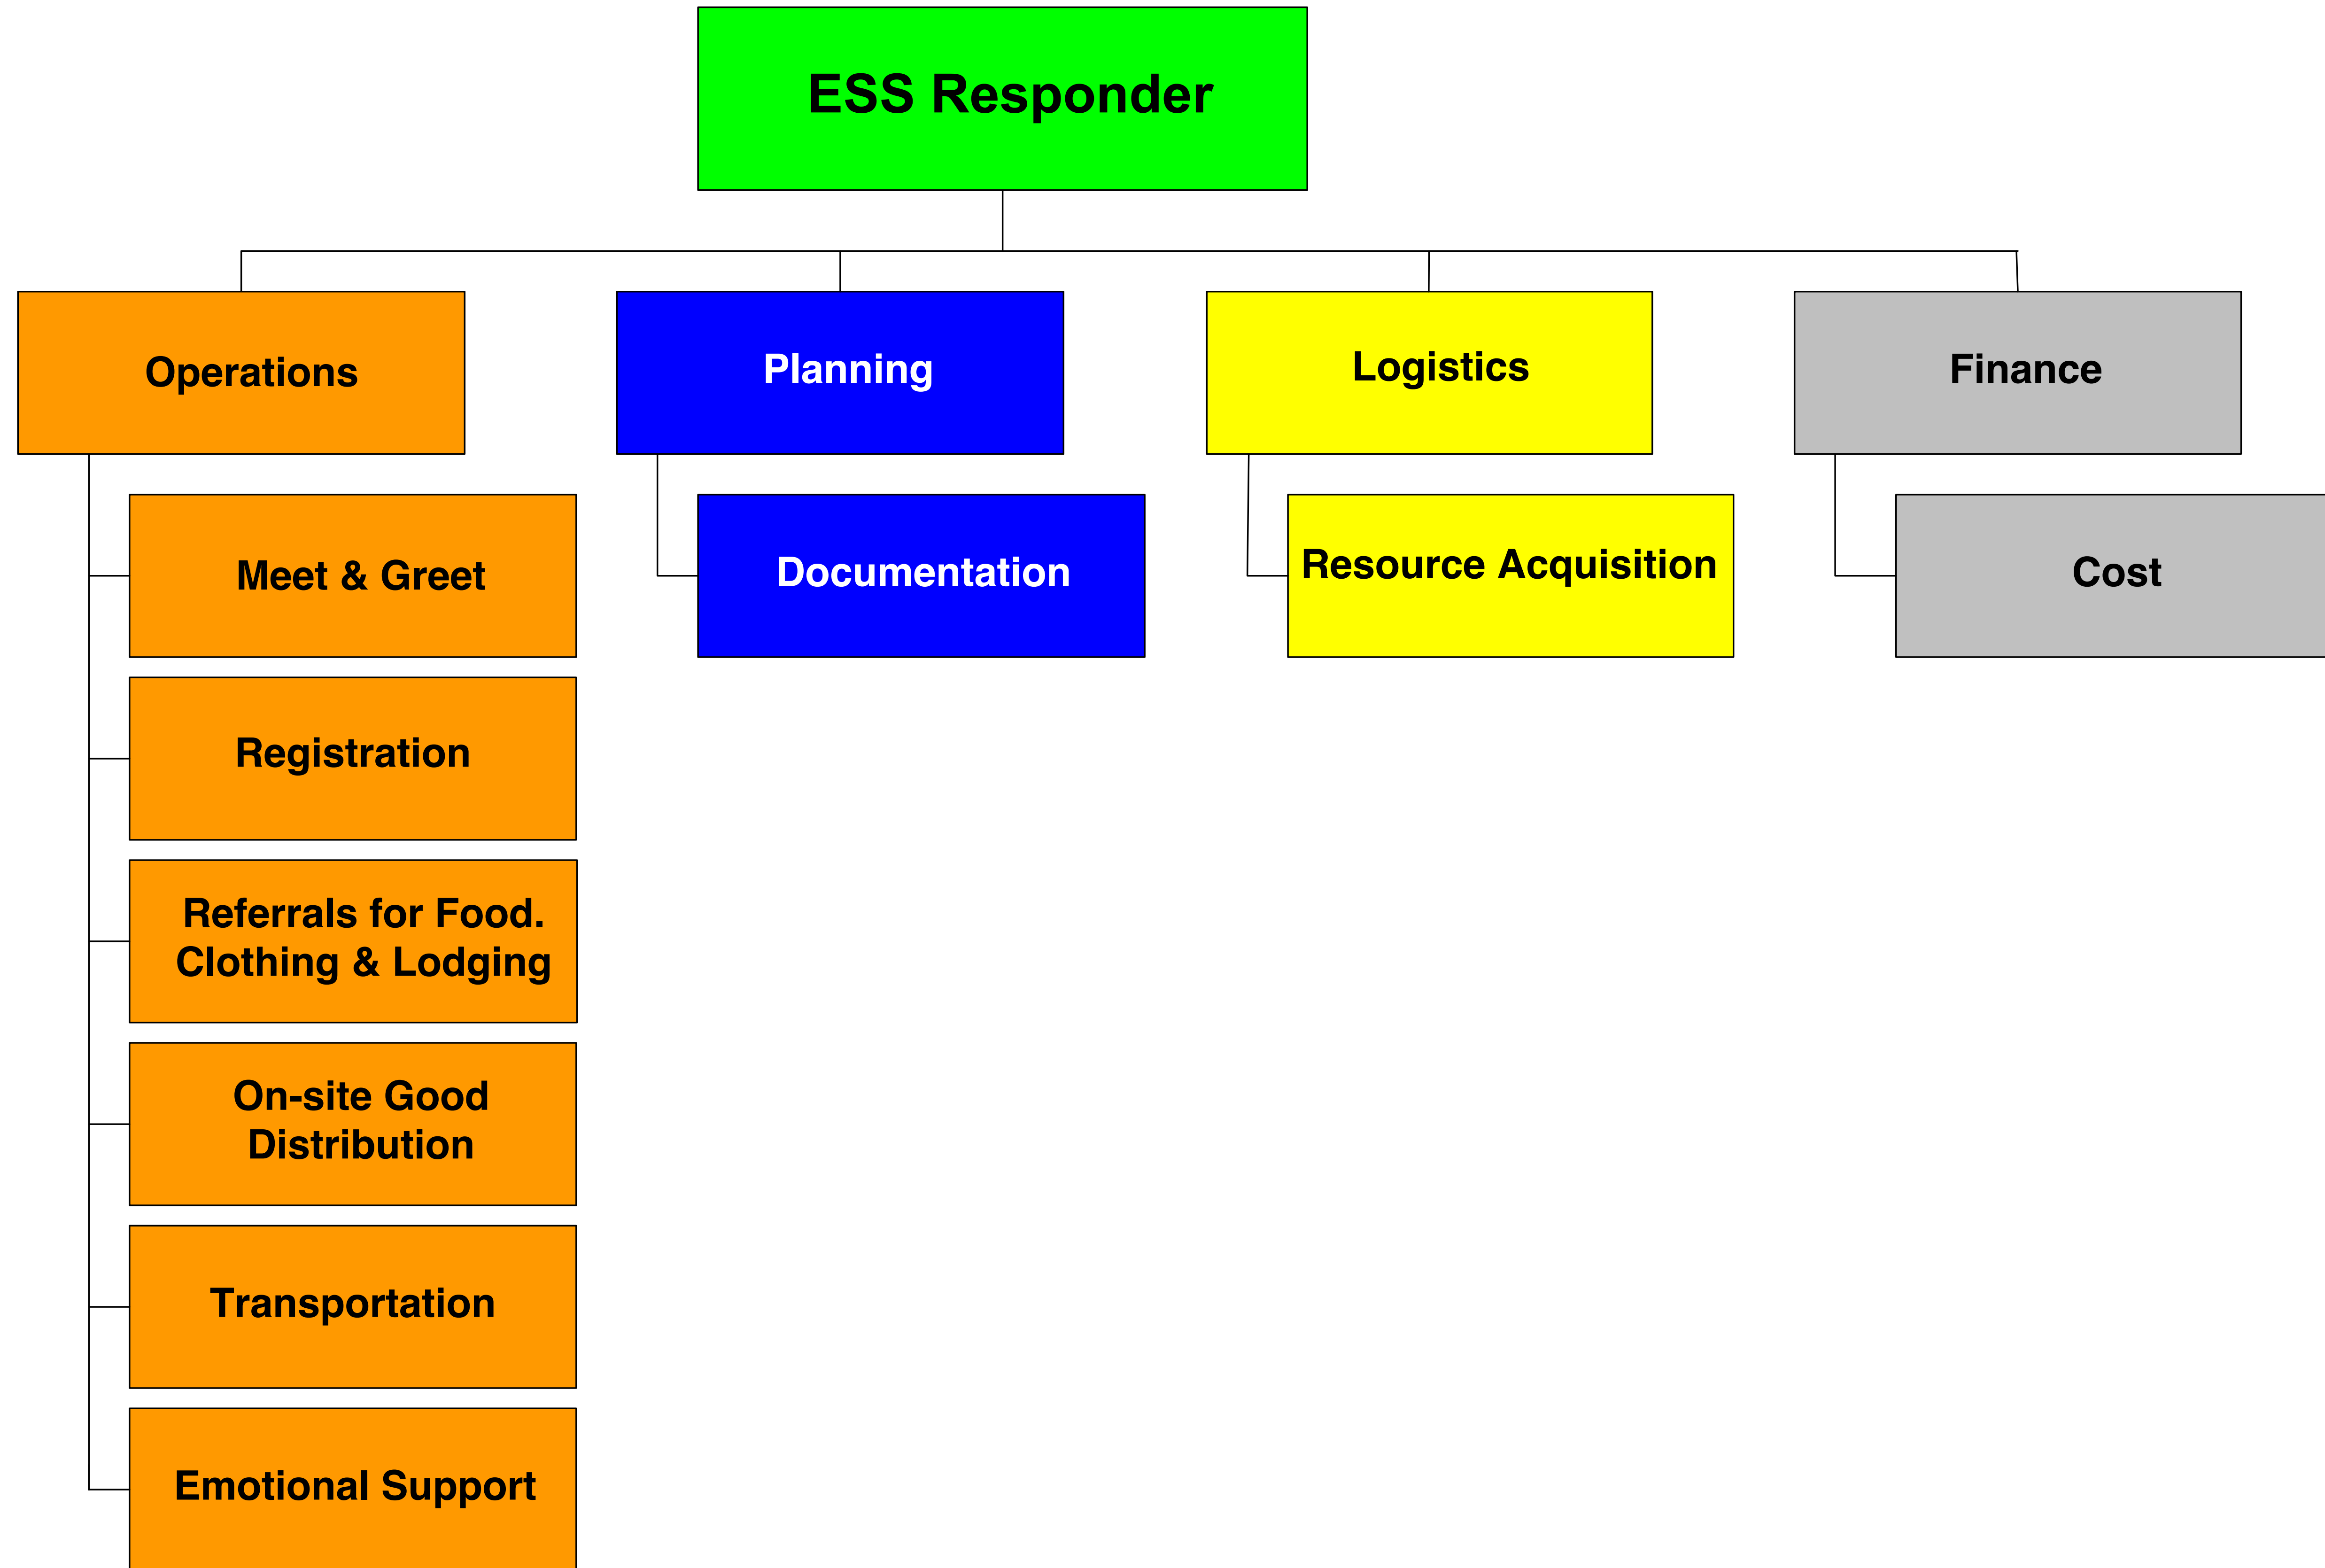 ESS Responder
Operations
Planning
Logistics
Finance
Meet & Greet
Documentation
Resource Acquisition
Cost
Registration
Referrals for Food.
Clothing & Lodging
On-site Good
Distribution
Transportation
Emotional Support